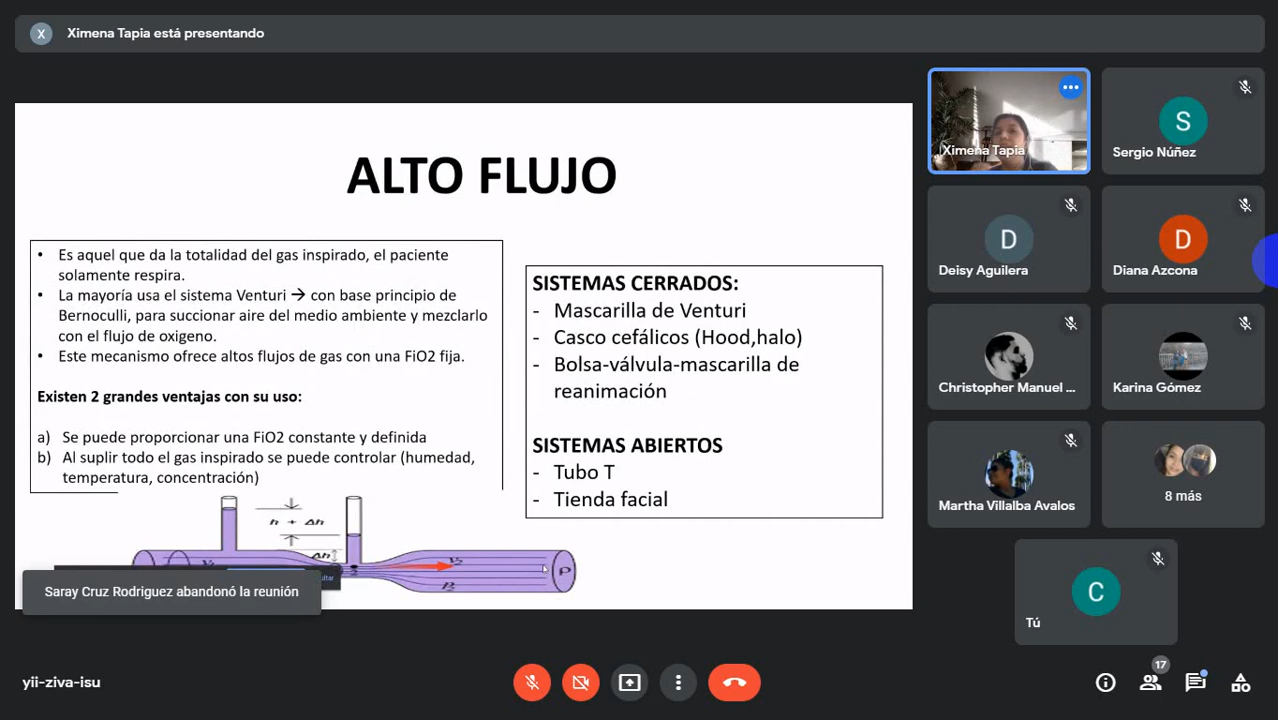 X Ximena Tapia está presentando
ALTO FLUJO
• Es aquel que da la totalidad del gas inspirado, el paciente
solamente respira.
• La mayoría usa el sistema Venturi → con base principio de
Bernoculli, para succionar aire del medio ambiente y mezclarlo
con el flujo de oxigeno.
• Este mecanismo ofrece altos flujos de gas con una FiO2 fija.
Existen 2 grandes ventajas con su uso:
a) Se puede proporcionar una FiO2 constante y definida
b) Al suplir todo el gas inspirado se puede controlar (humedad,
temperatura, concentración)
SISTEMAS CERRADOS:
- Mascarilla de Venturi
- Casco cefálicos (Hood,halo)
- Bolsa-válvula-mascarilla de
reanimación
SISTEMAS ABIERTOS
- Tubo T
- Tienda facial
h + Δh
Δh
V₂
P₂
P
Saray Cruz Rodriguez abandonó la reunión
Ximena Tapia
S
Sergio Núñez
D
Deisy Aguilera
D
Diana Azcona
Christopher Manuel ...
Karina Gómez
Martha Villalba Avalos
8 más
C
Tú
yii-ziva-isu
17